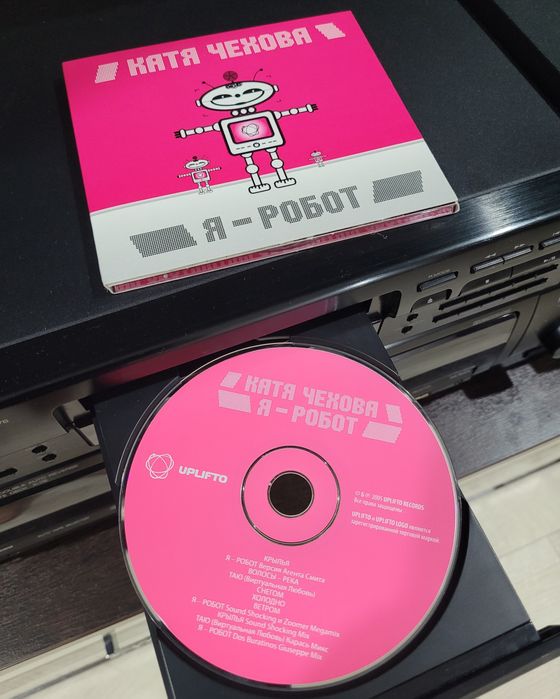 КАТЯ ЧЕХОВА
Я – РОБОТ
КАТЯ ЧЕХОВА
Я – РОБОТ
UPLIFTO
© & ℗, 2005 UPLIFTO RECORDS
Все права защищены
UPLIFTO и UPLIFTO LOGO являются
зарегистрированной торговой маркой
КРЫЛЬЯ
Я – РОБОТ Версия Агента Смита
ВОЛОСЫ – РЕКА
ТАЮ (Виртуальная Любовь)
СНЕГОМ
ХОЛОДНО
ВЕТРОМ
Я – РОБОТ Sound Shocking и Zoomer Megamix
КРЫЛЬЯ Sound Shocking Mix
ТАЮ (Виртуальная Любовь) Карась Микс
Я – РОБОТ Dos Buratinos Giuseppe Mix